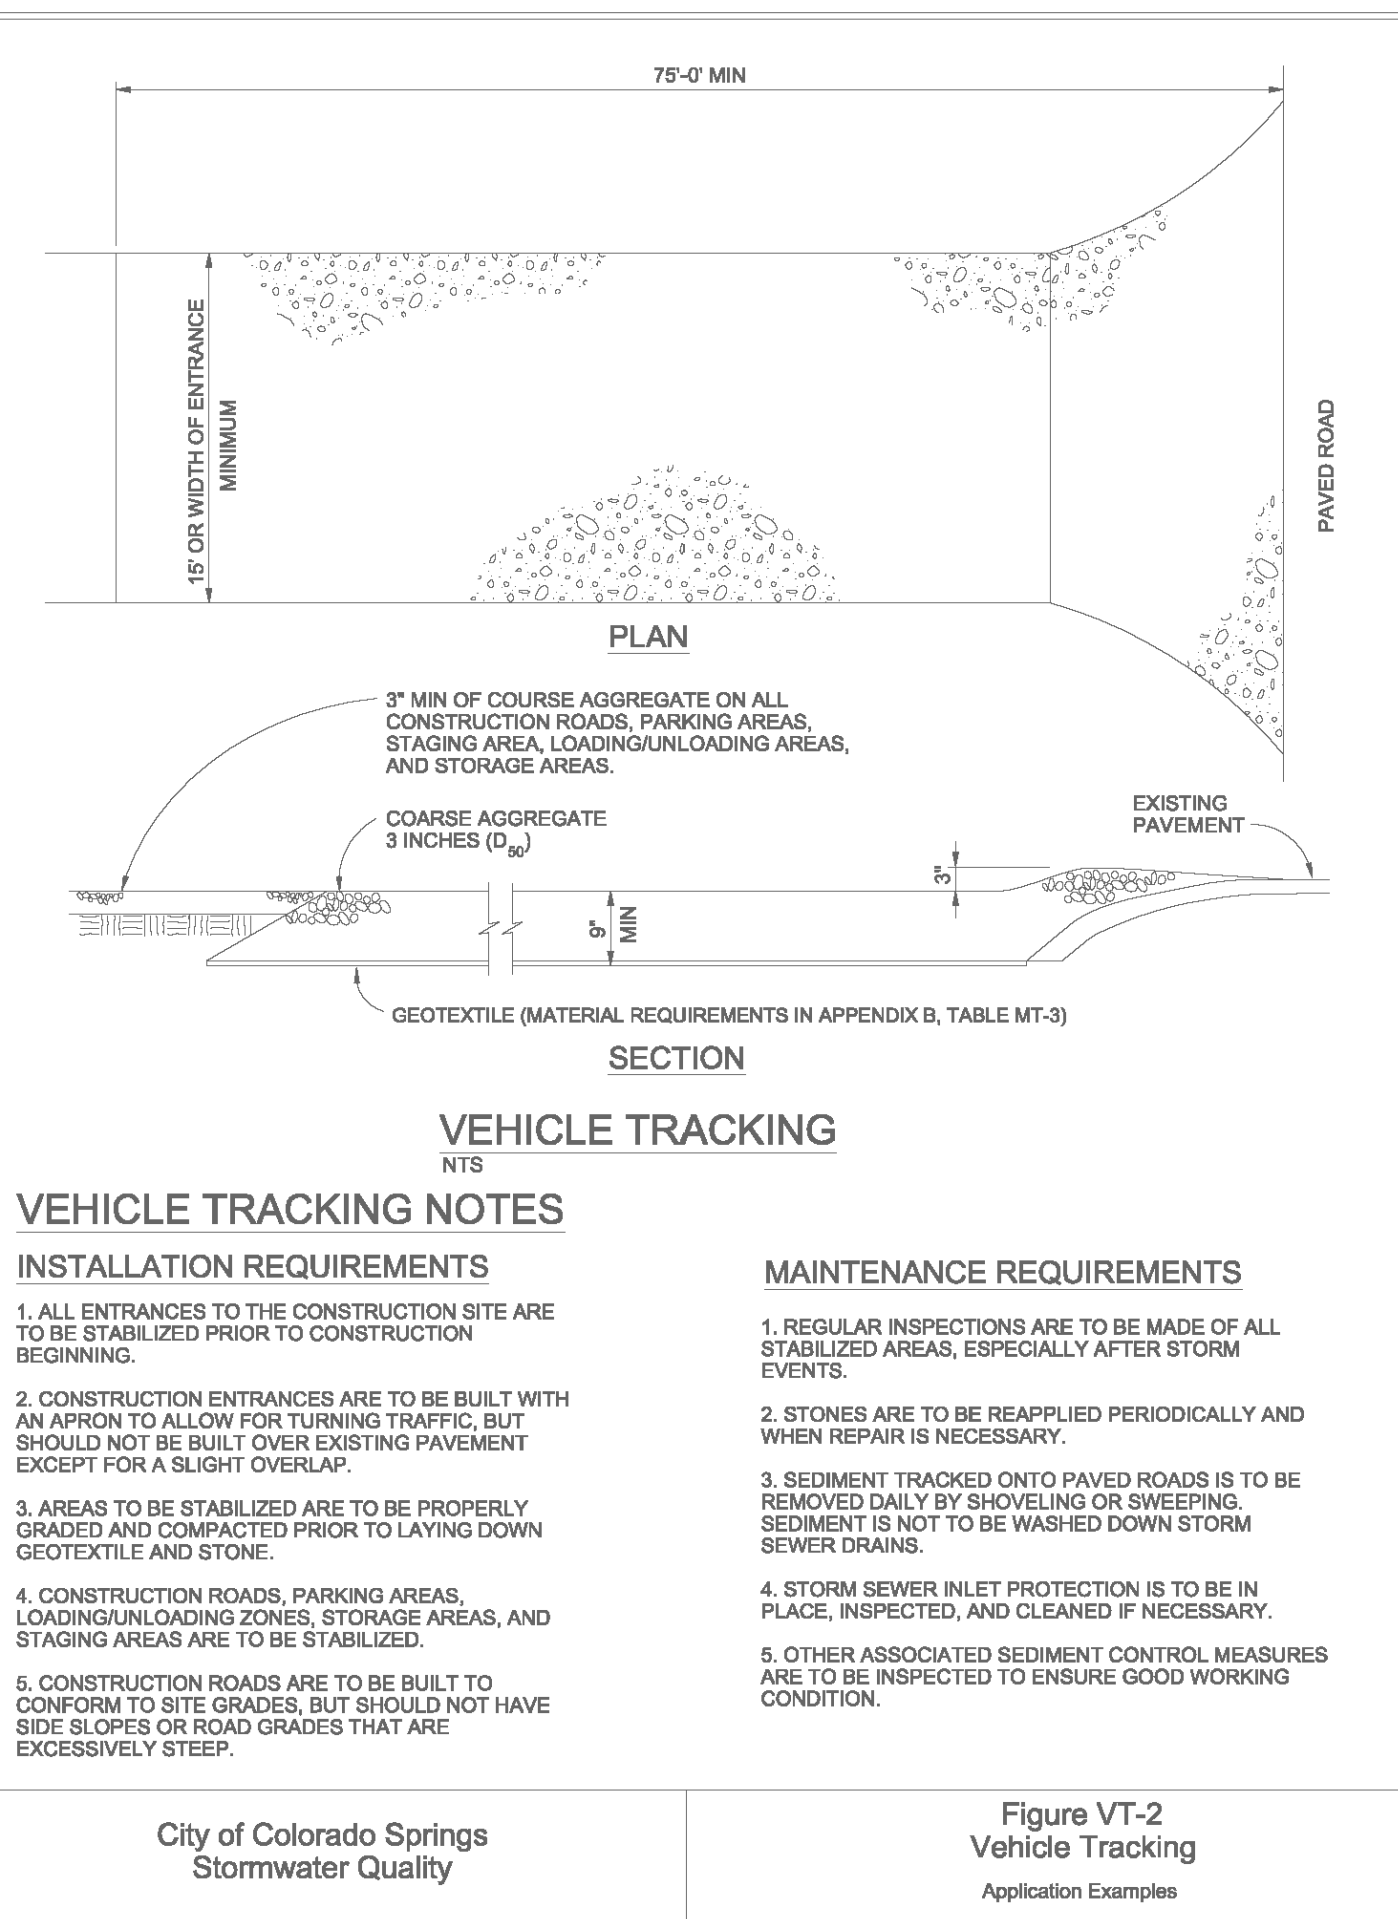 75'-0' MIN
15' OR WIDTH OF ENTRANCE
MINIMUM
PAVED ROAD
PLAN
3" MIN OF COURSE AGGREGATE ON ALL
CONSTRUCTION ROADS, PARKING AREAS,
STAGING AREA, LOADING/UNLOADING AREAS,
AND STORAGE AREAS.
COARSE AGGREGATE
3 INCHES (D50)
EXISTING
PAVEMENT
3"
9"
MIN
GEOTEXTILE (MATERIAL REQUIREMENTS IN APPENDIX B, TABLE MT-3)
SECTION
VEHICLE TRACKING
NTS
VEHICLE TRACKING NOTES
INSTALLATION REQUIREMENTS
1. ALL ENTRANCES TO THE CONSTRUCTION SITE ARE
TO BE STABILIZED PRIOR TO CONSTRUCTION
BEGINNING.
2. CONSTRUCTION ENTRANCES ARE TO BE BUILT WITH
AN APRON TO ALLOW FOR TURNING TRAFFIC, BUT
SHOULD NOT BE BUILT OVER EXISTING PAVEMENT
EXCEPT FOR A SLIGHT OVERLAP.
3. AREAS TO BE STABILIZED ARE TO BE PROPERLY
GRADED AND COMPACTED PRIOR TO LAYING DOWN
GEOTEXTILE AND STONE.
4. CONSTRUCTION ROADS, PARKING AREAS,
LOADING/UNLOADING ZONES, STORAGE AREAS, AND
STAGING AREAS ARE TO BE STABILIZED.
5. CONSTRUCTION ROADS ARE TO BE BUILT TO
CONFORM TO SITE GRADES, BUT SHOULD NOT HAVE
SIDE SLOPES OR ROAD GRADES THAT ARE
EXCESSIVELY STEEP.
MAINTENANCE REQUIREMENTS
1. REGULAR INSPECTIONS ARE TO BE MADE OF ALL
STABILIZED AREAS, ESPECIALLY AFTER STORM
EVENTS.
2. STONES ARE TO BE REAPPLIED PERIODICALLY AND
WHEN REPAIR IS NECESSARY.
3. SEDIMENT TRACKED ONTO PAVED ROADS IS TO BE
REMOVED DAILY BY SHOVELING OR SWEEPING.
SEDIMENT IS NOT TO BE WASHED DOWN STORM
SEWER DRAINS.
4. STORM SEWER INLET PROTECTION IS TO BE IN
PLACE, INSPECTED, AND CLEANED IF NECESSARY.
5. OTHER ASSOCIATED SEDIMENT CONTROL MEASURES
ARE TO BE INSPECTED TO ENSURE GOOD WORKING
CONDITION.
City of Colorado Springs
Stormwater Quality
Figure VT-2
Vehicle Tracking
Application Examples